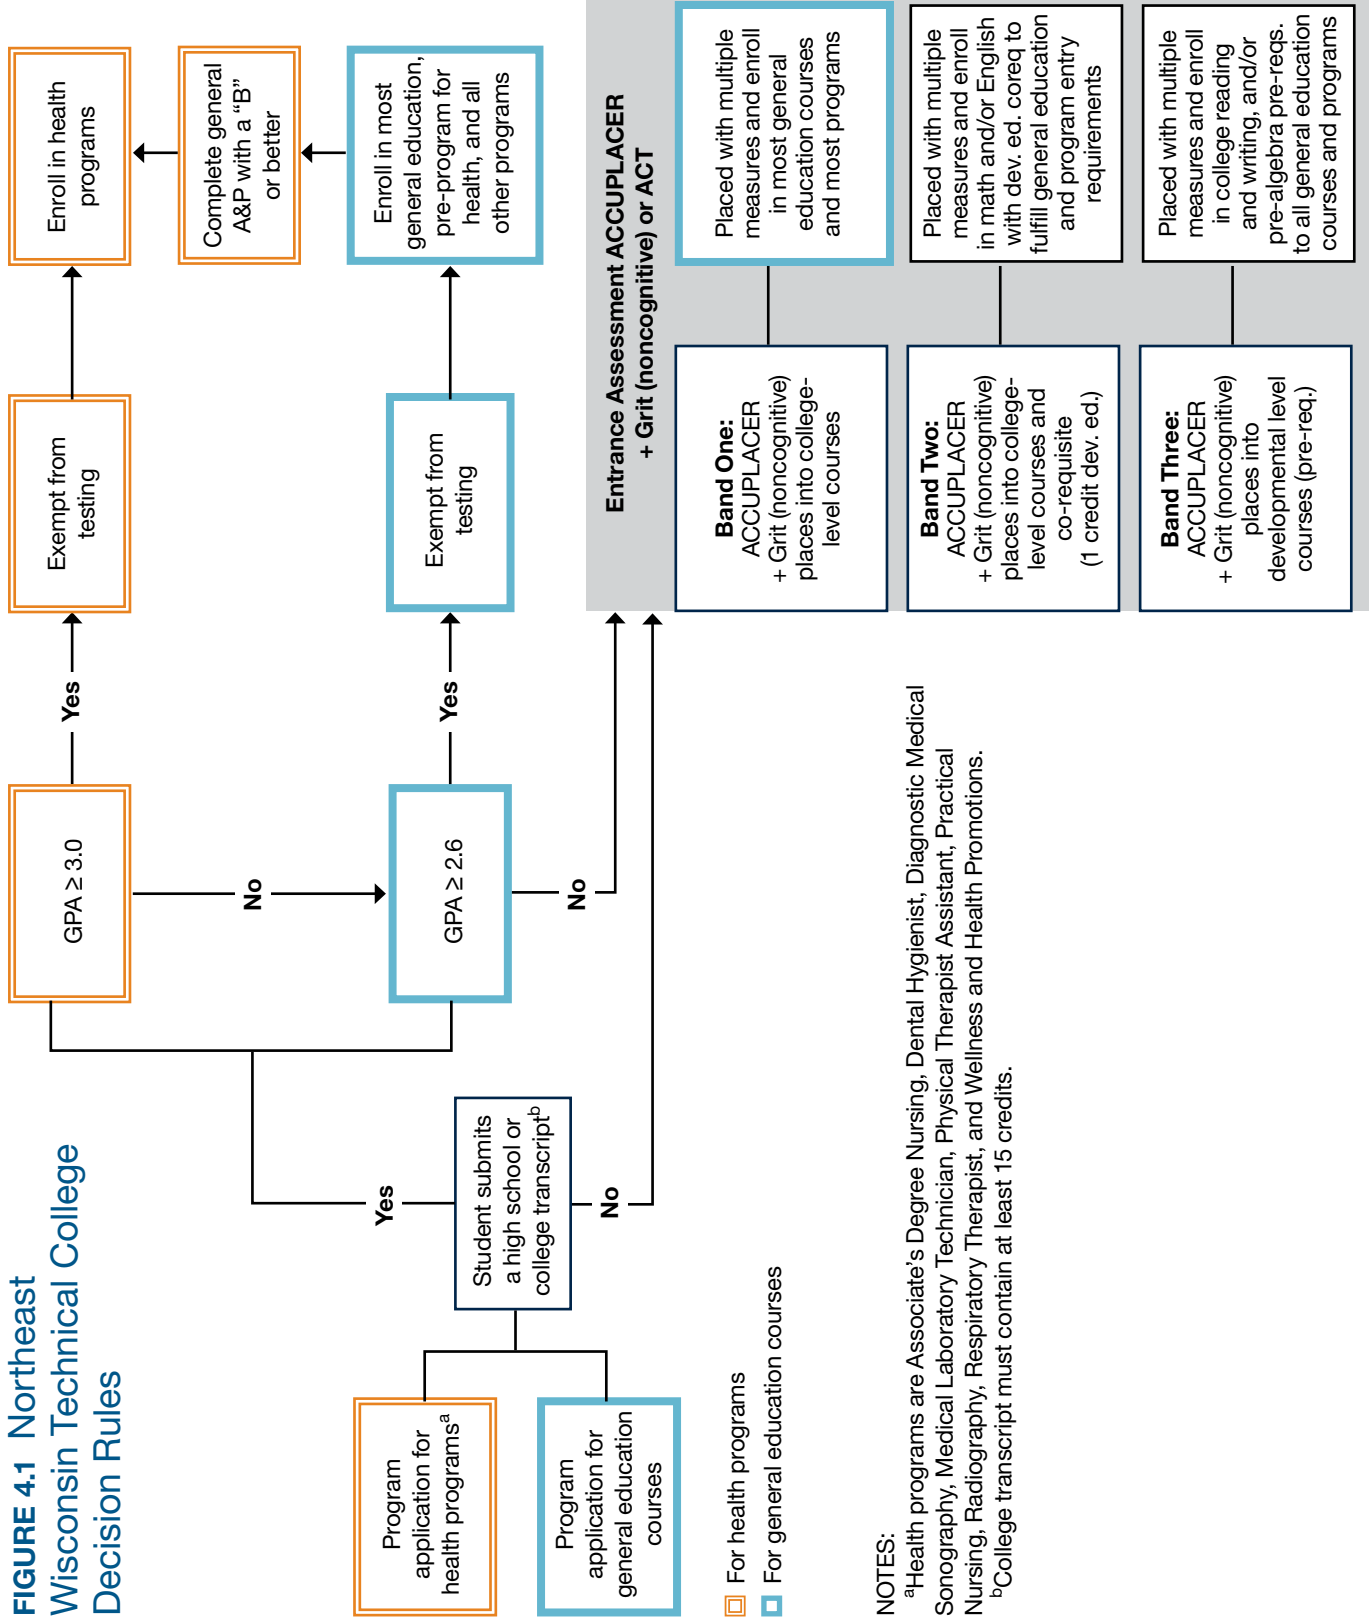 FIGURE 4.1 Northeast
Wisconsin Technical College
Decision Rules
Program
application for
health programsᵃ
Program
application for
general education
courses
Student submits
a high school or
college transcriptᵇ
Yes
No
GPA ≥ 3.0
No
GPA ≥ 2.6
No
Yes
Yes
Exempt from
testing
Exempt from
testing
Enroll in health
programs
Complete general
A&P with a “B”
or better
Enroll in most
general education,
pre-program for
health, and all
other programs
Entrance Assessment ACCUPLACER
+ Grit (noncognitive) or ACT
Band One:
ACCUPLACER
+ Grit (noncognitive)
places into college-
level courses
Placed with multiple
measures and enroll
in most general
education courses
and most programs
Band Two:
ACCUPLACER
+ Grit (noncognitive)
places into college-
level courses and
co-requisite
(1 credit dev. ed.)
Placed with multiple
measures and enroll
in math and/or English
with dev. ed. coreq to
fulfill general education
and program entry
requirements
Band Three:
ACCUPLACER
+ Grit (noncognitive)
places into
developmental level
courses (pre-req.)
Placed with multiple
measures and enroll
in college reading
and writing, and/or
pre-algebra pre-reqs.
to all general education
courses and programs
For health programs
For general education courses
NOTES:
ᵃHealth programs are Associate’s Degree Nursing, Dental Hygienist, Diagnostic Medical
Sonography, Medical Laboratory Technician, Physical Therapist Assistant, Practical
Nursing, Radiography, Respiratory Therapist, and Wellness and Health Promotions.
ᵇCollege transcript must contain at least 15 credits.